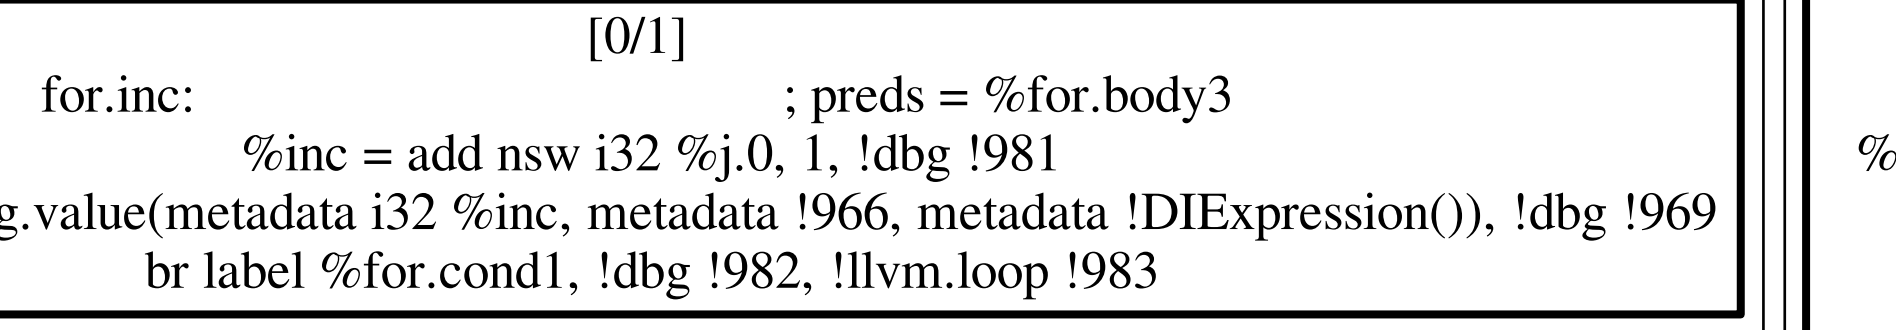 [0/1]
for.inc: ; preds = %for.body3
%inc = add nsw i32 %j.0, 1, !dbg !981
%
g.value(metadata i32 %inc, metadata !966, metadata !DIExpression()), !dbg !969
br label %for.cond1, !dbg !982, !llvm.loop !983